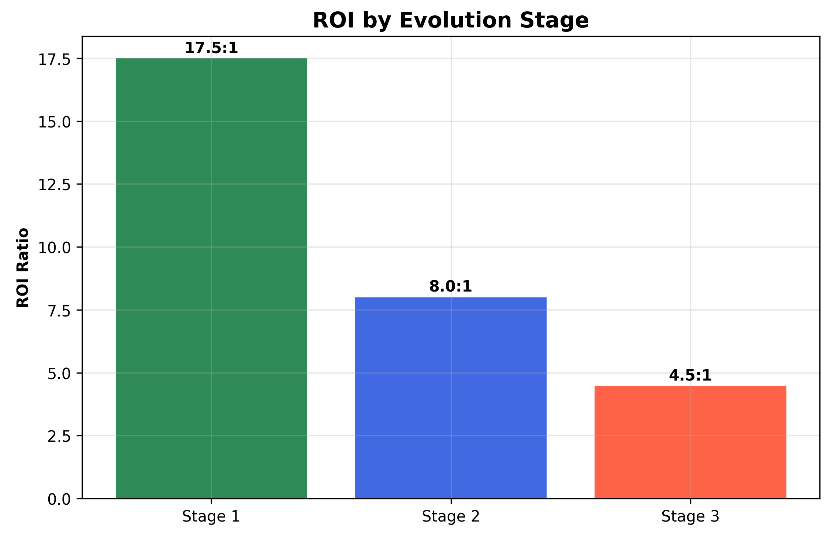 ROI by Evolution Stage
17.5:1
8.0:1
4.5:1
ROI Ratio
17.5
15.0
12.5
10.0
7.5
5.0
2.5
0.0
Stage 1
Stage 2
Stage 3